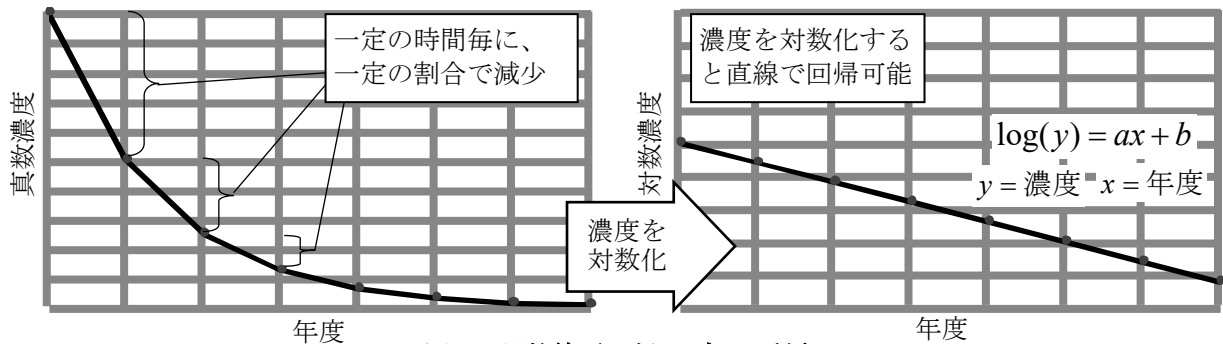 一定の時間毎に、
一定の割合で減少
真数濃度
年度
濃度を
対数化
濃度を対数化する
と直線で回帰可能
対数濃度
log(y) = ax + b
y = 濃度 x = 年度
年度